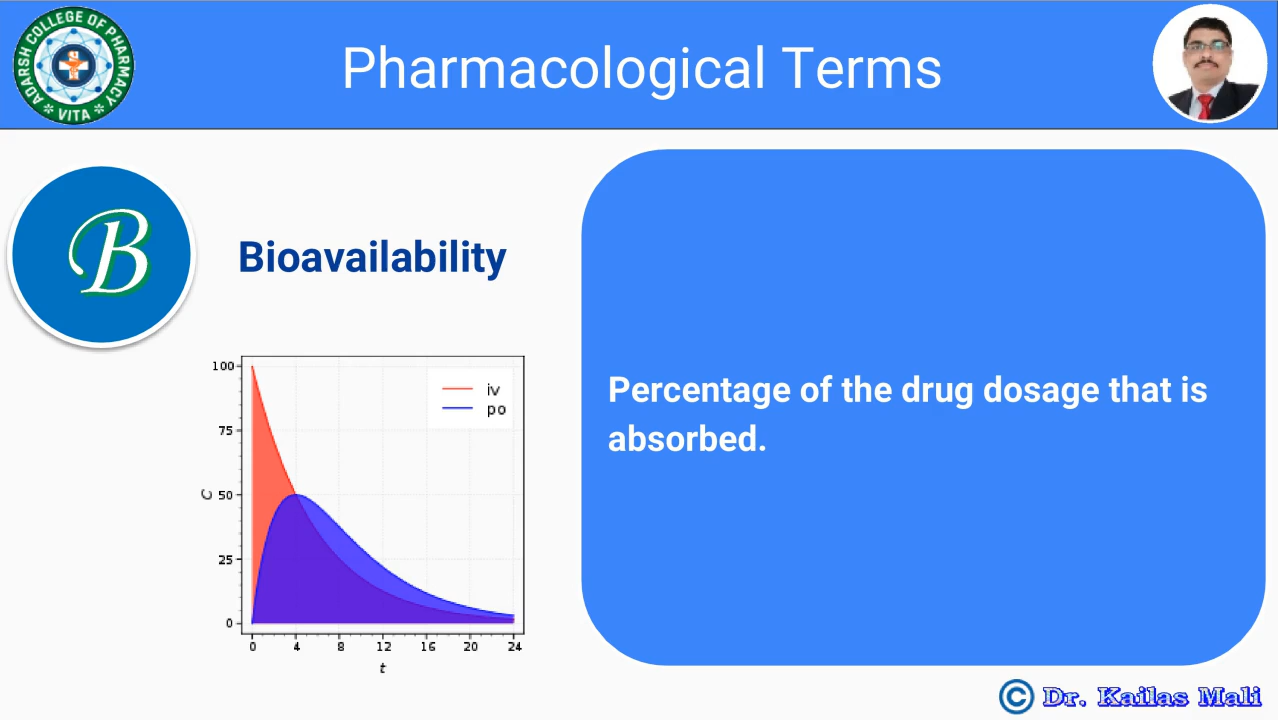 ADARSH COLLEGE OF PHARMACY
VITA
Pharmacological Terms
B
Bioavailability
Percentage of the drug dosage that is
absorbed.
100
75
50
25
0
C
iv
po
0 4 8 12 16 20 24
t
© Dr. Kailas Mali